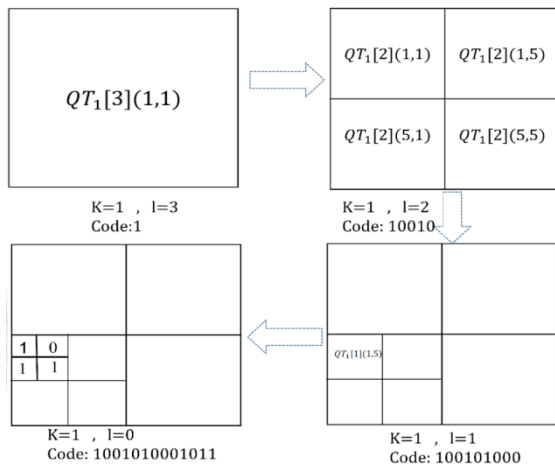 QT₁[3](1,1)
K=1 , l=3
Code:1
QT₁[2](1,1) QT₁[2](1,5)
QT₁[2](5,1) QT₁[2](5,5)
K=1 , l=2
Code: 10010
QT₁[1](1,5)
K=1 , l=1
Code: 100101000
1 0
l l
K=1 , l=0
Code: 1001010001011